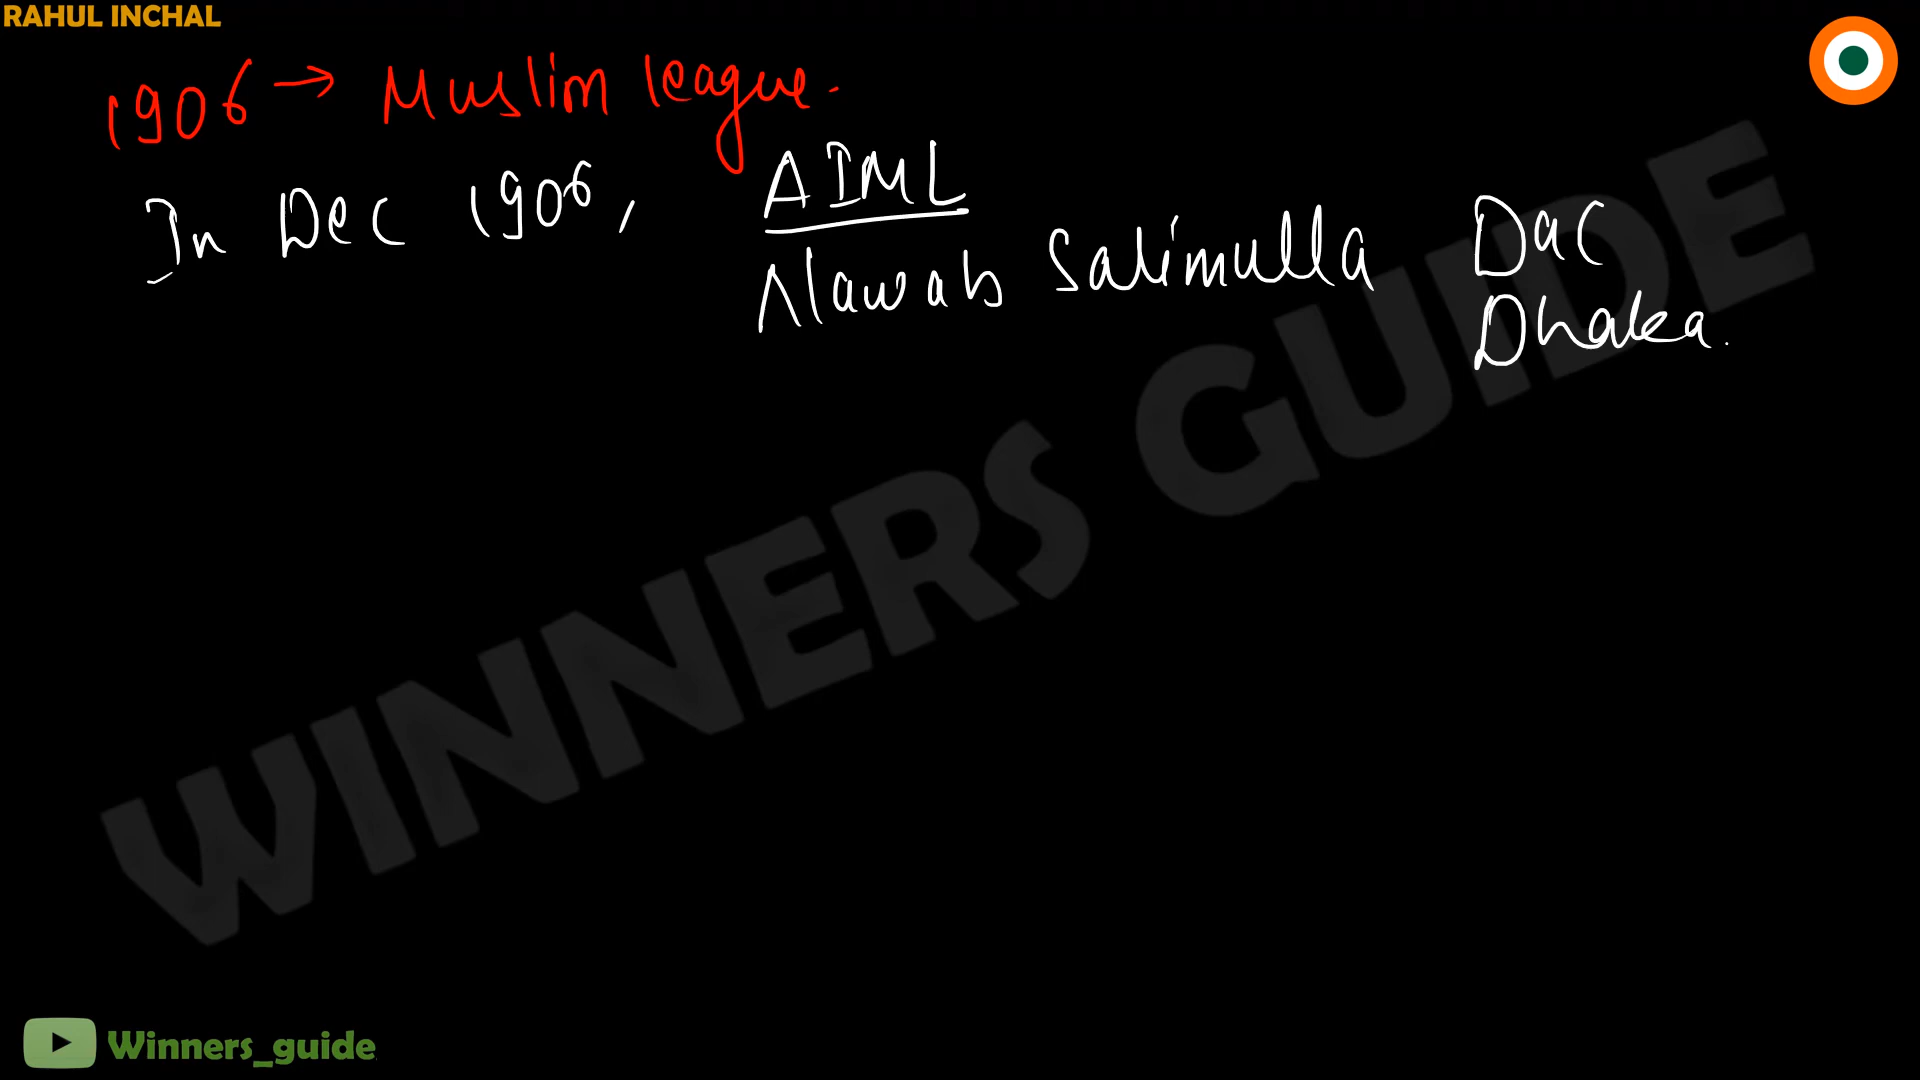 RAHUL INCHAL
1906 → Muslim league.
In Dec 1906, AIML
Nawab Salimulla Dac
Dhaka.
WINNERS GUIDE
Winners_guide